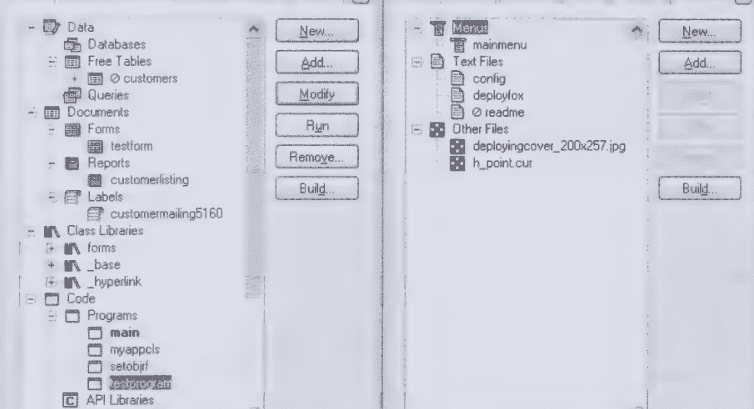 Data
Databases
Free Tables
customers
Queries
Documents
Forms
testform
Reports
customerlisting
Labels
customermailing5160
Class Libraries
forms
_base
_hyperlink
Code
Programs
main
myappcls
setobjrf
testprogram
API Libraries
New...
Add...
Modify
Run
Remove...
Build...
Menus
mainmenu
Text Files
config
deployfox
readme
Other Files
deployingcover_200x257.jpg
h_point.cur
New...
Add...
Build...